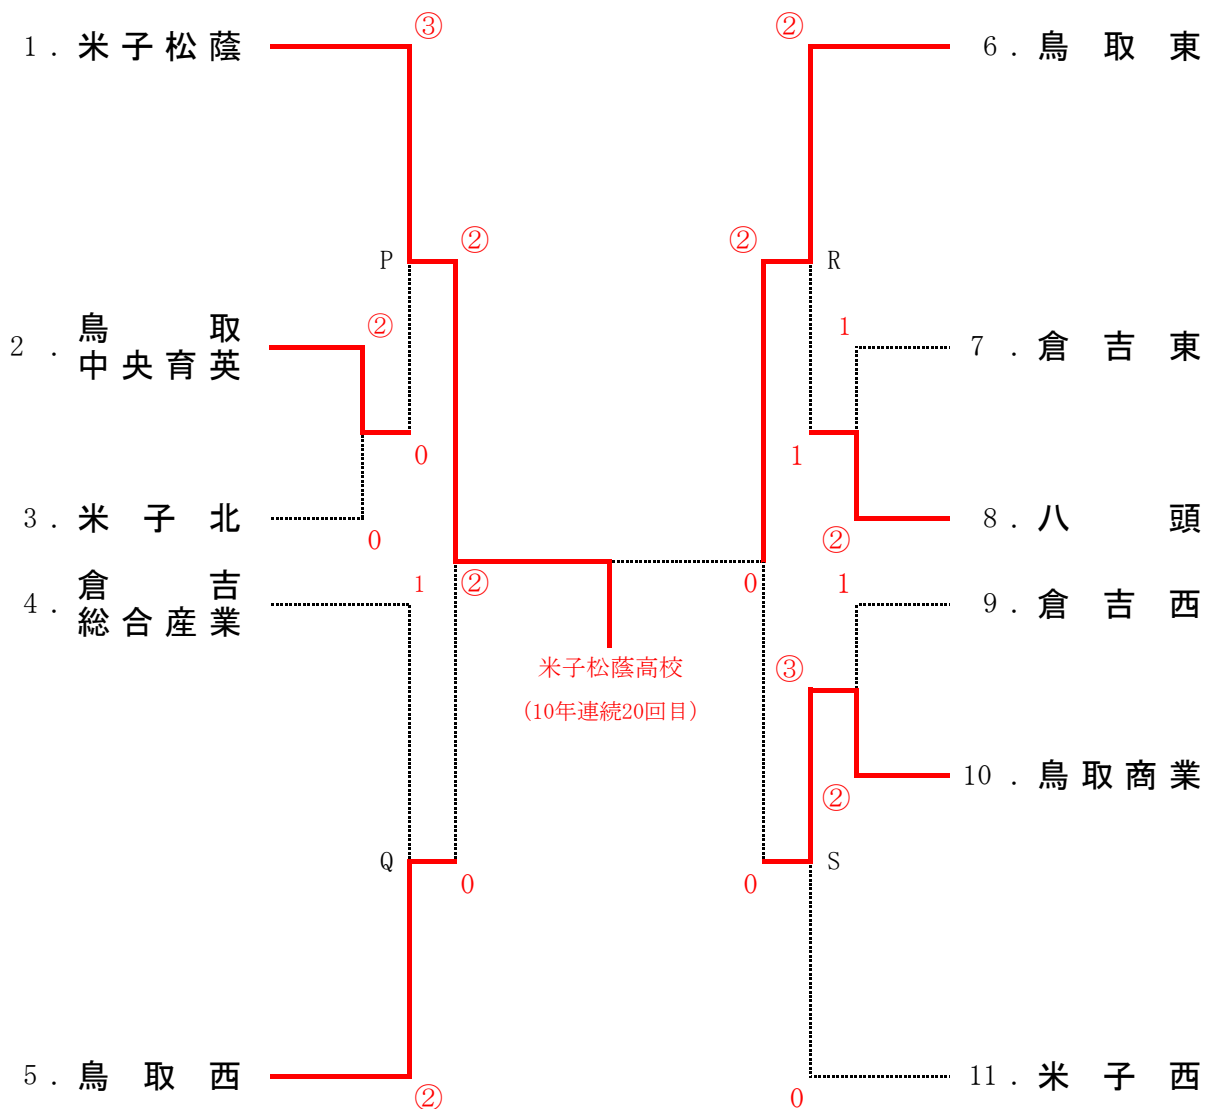 ③
②
1. 米子松蔭
6. 鳥取東
②
②
P
R
②
1
2. 鳥取
中央育英
7. 倉吉東
0
1
3. 米子北
8. 八頭
0
②
4. 倉吉
総合産業
1
②
0
1
9. 倉吉西
米子松蔭高校
③
(10年連続20回目)
10. 鳥取商業
②
Q
S
0
0
5. 鳥取西
11. 米子西
②
0